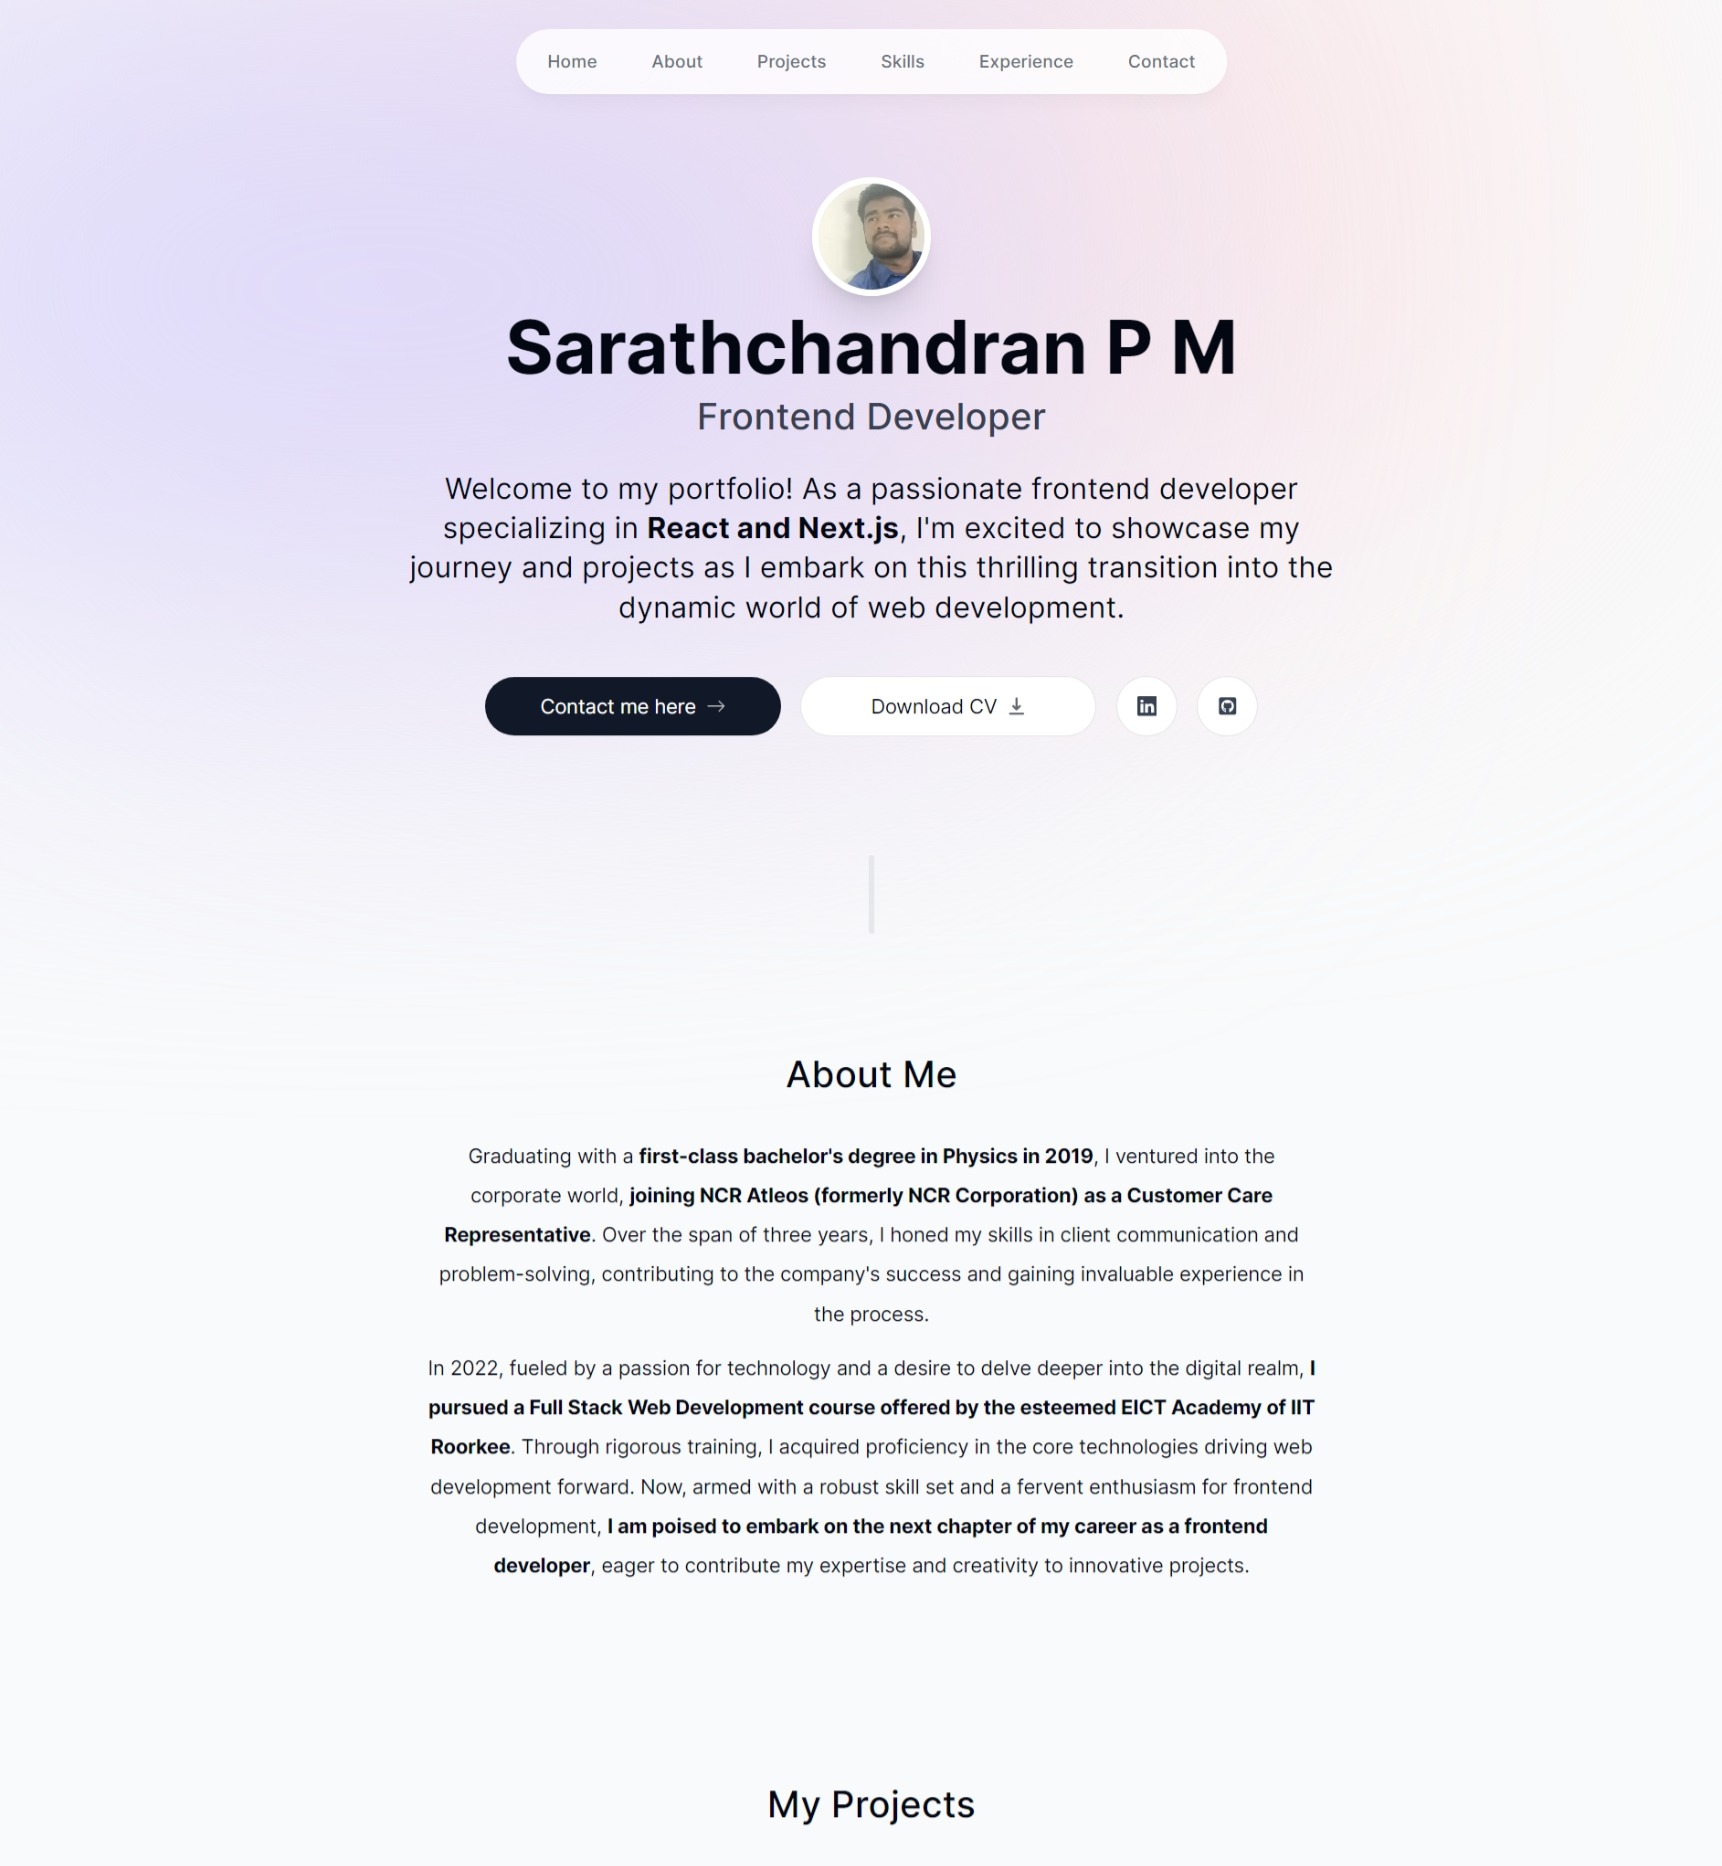 Home About Projects Skills Experience Contact
Sarathchandran P M
Frontend Developer
Welcome to my portfolio! As a passionate frontend developer
specializing in React and Next.js, I'm excited to showcase my
journey and projects as I embark on this thrilling transition into the
dynamic world of web development.
Contact me here → Download CV in
About Me
Graduating with a first-class bachelor's degree in Physics in 2019, I ventured into the
corporate world, joining NCR Atleos (formerly NCR Corporation) as a Customer Care
Representative. Over the span of three years, I honed my skills in client communication and
problem-solving, contributing to the company's success and gaining invaluable experience in
the process.
In 2022, fueled by a passion for technology and a desire to delve deeper into the digital realm, I
pursued a Full Stack Web Development course offered by the esteemed EICT Academy of IIT
Roorkee. Through rigorous training, I acquired proficiency in the core technologies driving web
development forward. Now, armed with a robust skill set and a fervent enthusiasm for frontend
development, I am poised to embark on the next chapter of my career as a frontend
developer, eager to contribute my expertise and creativity to innovative projects.
My Projects